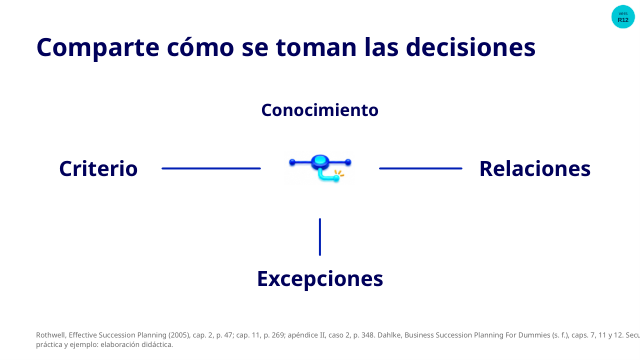 R12
Comparte cómo se toman las decisiones
Conocimiento
Criterio
Relaciones
Excepciones
Rothwell, Effective Succession Planning (2005), cap. 2, p. 47; cap. 11, p. 269; apéndice II, caso 2, p. 348. Dahlke, Business Succession Planning For Dummies (s. f.), caps. 7, 11 y 12. Secu
práctica y ejemplo: elaboración didáctica.